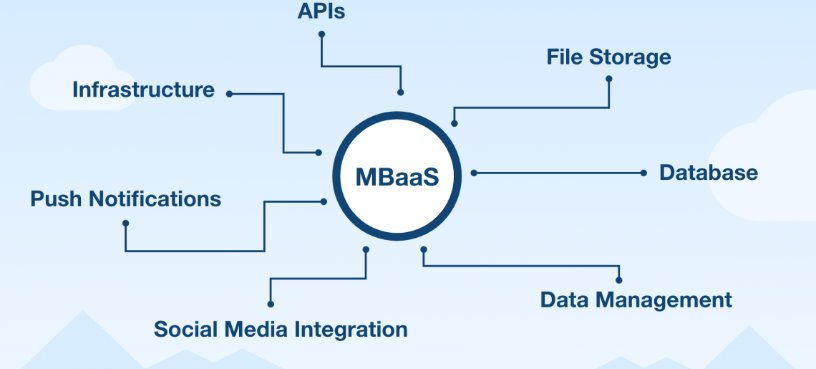 APIs
File Storage
Infrastructure
MBaaS
Database
Push Notifications
Data Management
Social Media Integration